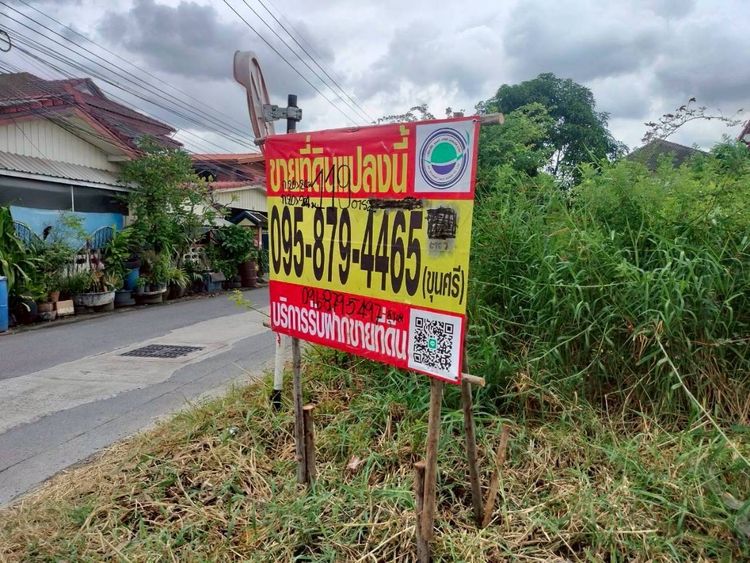 ขายที่ดินแปลงนี้
110
095-879-4465 (ขุนศรี)
บริการรับฝากขายที่ดิน